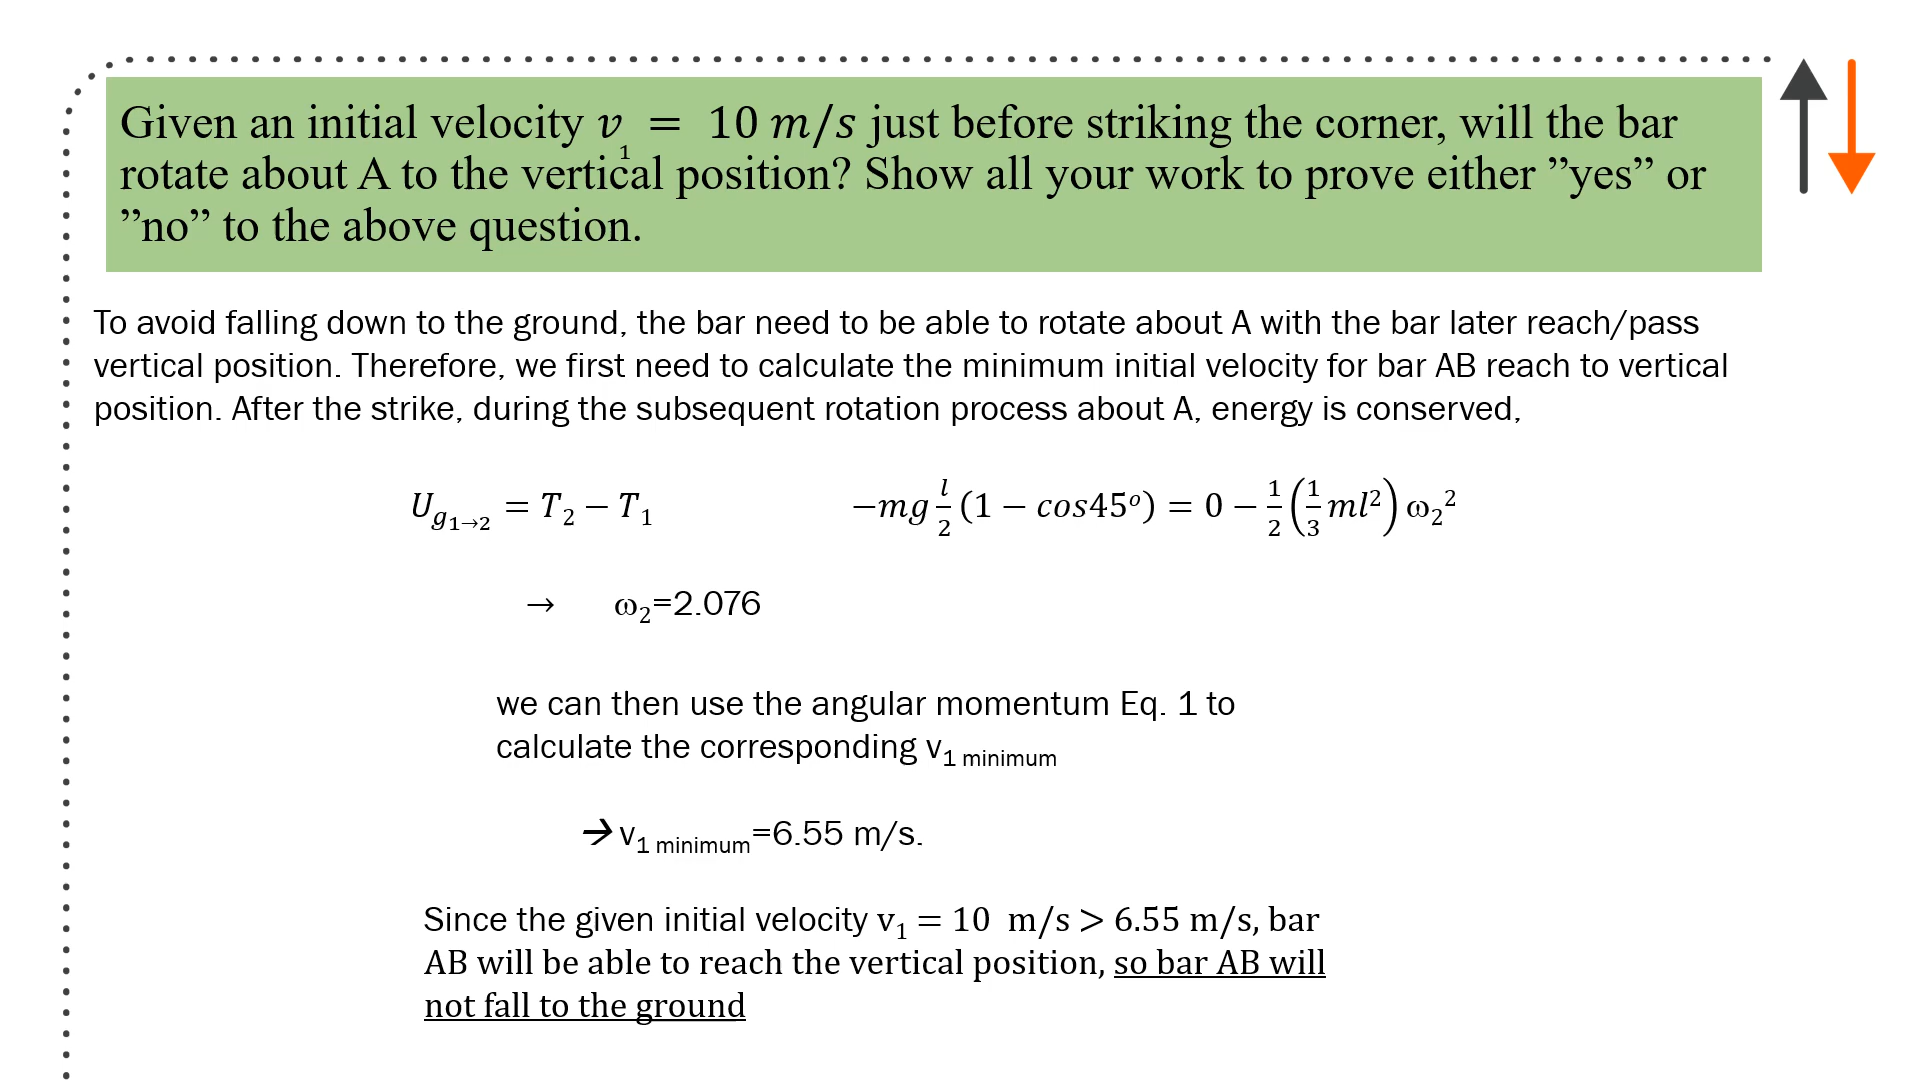 Given an initial velocity 𝑣₁ = 10 𝑚/𝑠 just before striking the corner, will the bar
rotate about A to the vertical position? Show all your work to prove either ”yes” or
”no” to the above question.
To avoid falling down to the ground, the bar need to be able to rotate about A with the bar later reach/pass
vertical position. Therefore, we first need to calculate the minimum initial velocity for bar AB reach to vertical
position. After the strike, during the subsequent rotation process about A, energy is conserved,
U_{g_{1→2}} = T₂ − T₁ −mg l/2 (1 − cos45°) = 0 − 1/2 (1/3 ml²) ω₂²
→ ω₂=2.076
we can then use the angular momentum Eq. 1 to
calculate the corresponding v₁ minimum
→ v₁ minimum=6.55 m/s.
Since the given initial velocity v₁ = 10 m/s > 6.55 m/s, bar
AB will be able to reach the vertical position, so bar AB will
not fall to the ground